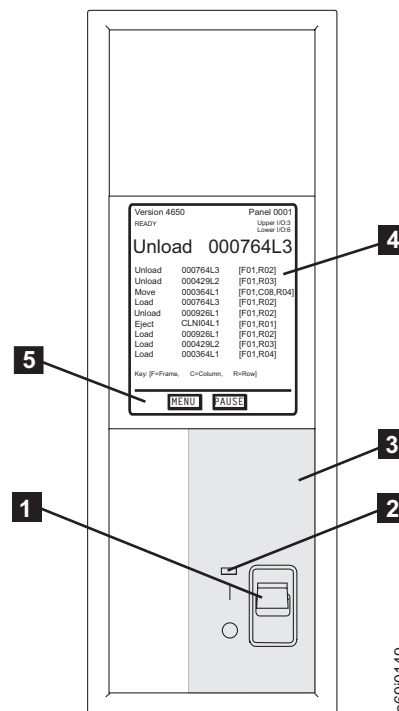 Version 4650 Panel 0001
READY Upper I/O:3
Lower I/O:6
Unload 000764L3
Unload 000764L3 [F01,R02]
Unload 000429L2 [F01,R03]
Move 000364L1 [F01,C08,R04]
Load 000764L3 [F01,R02]
Unload 000926L1 [F01,R02]
Eject CLNI04L1 [F01,R01]
Load 000926L1 [F01,R02]
Load 000429L2 [F01,R03]
Load 000364L1 [F01,R04]
Key: [F=Frame, C=Column, R=Row]
MENU PAUSE
4
5
3
1
2
a69i0149